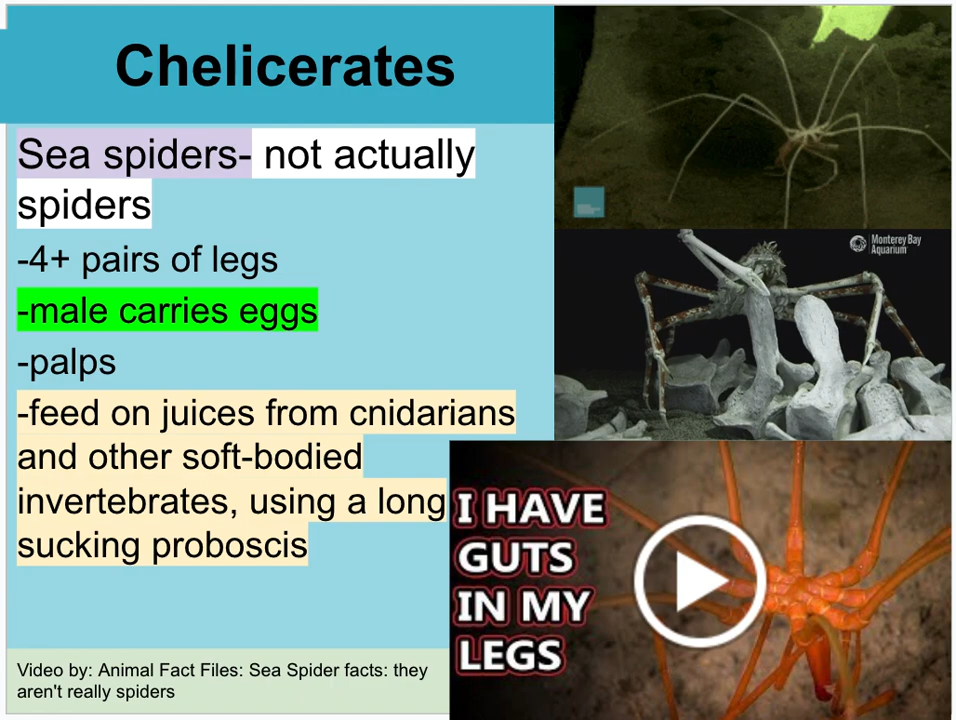 Chelicerates
Sea spiders- not actually
spiders
-4+ pairs of legs
-male carries eggs
-palps
-feed on juices from cnidarians
and other soft-bodied
invertebrates, using a long
sucking proboscis
Monterey Bay
Aquarium
I HAVE
GUTS
IN MY
LEGS
Video by: Animal Fact Files: Sea Spider facts: they
aren't really spiders